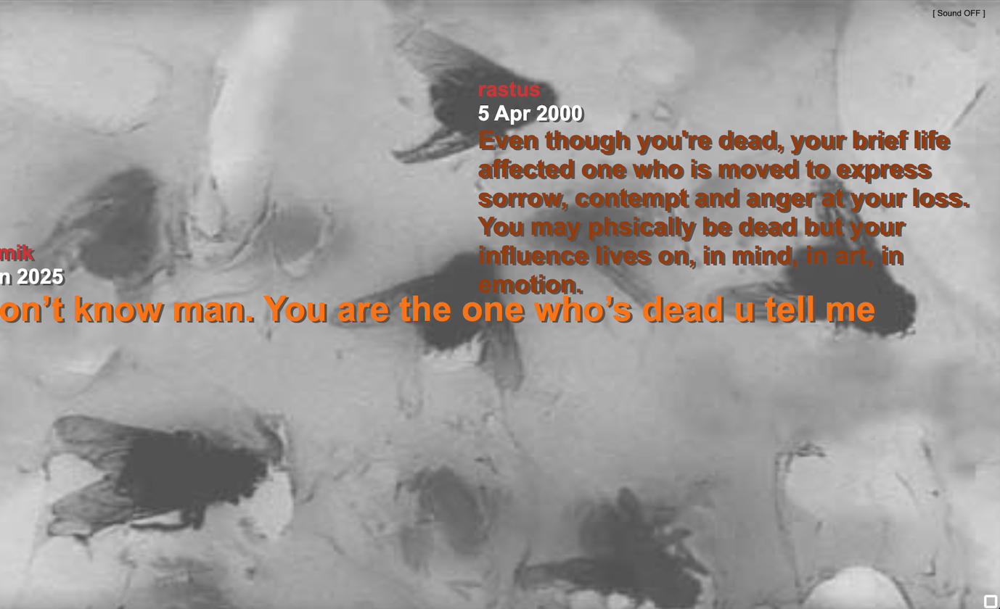 [ Sound OFF ]
rastus
5 Apr 2000
Even though you're dead, your brief life
affected one who is moved to express
sorrow, contempt and anger at your loss.
You may phsically be dead but your
influence lives on, in mind, in art, in
emotion.
mik
n 2025
on’t know man. You are the one who’s dead u tell me